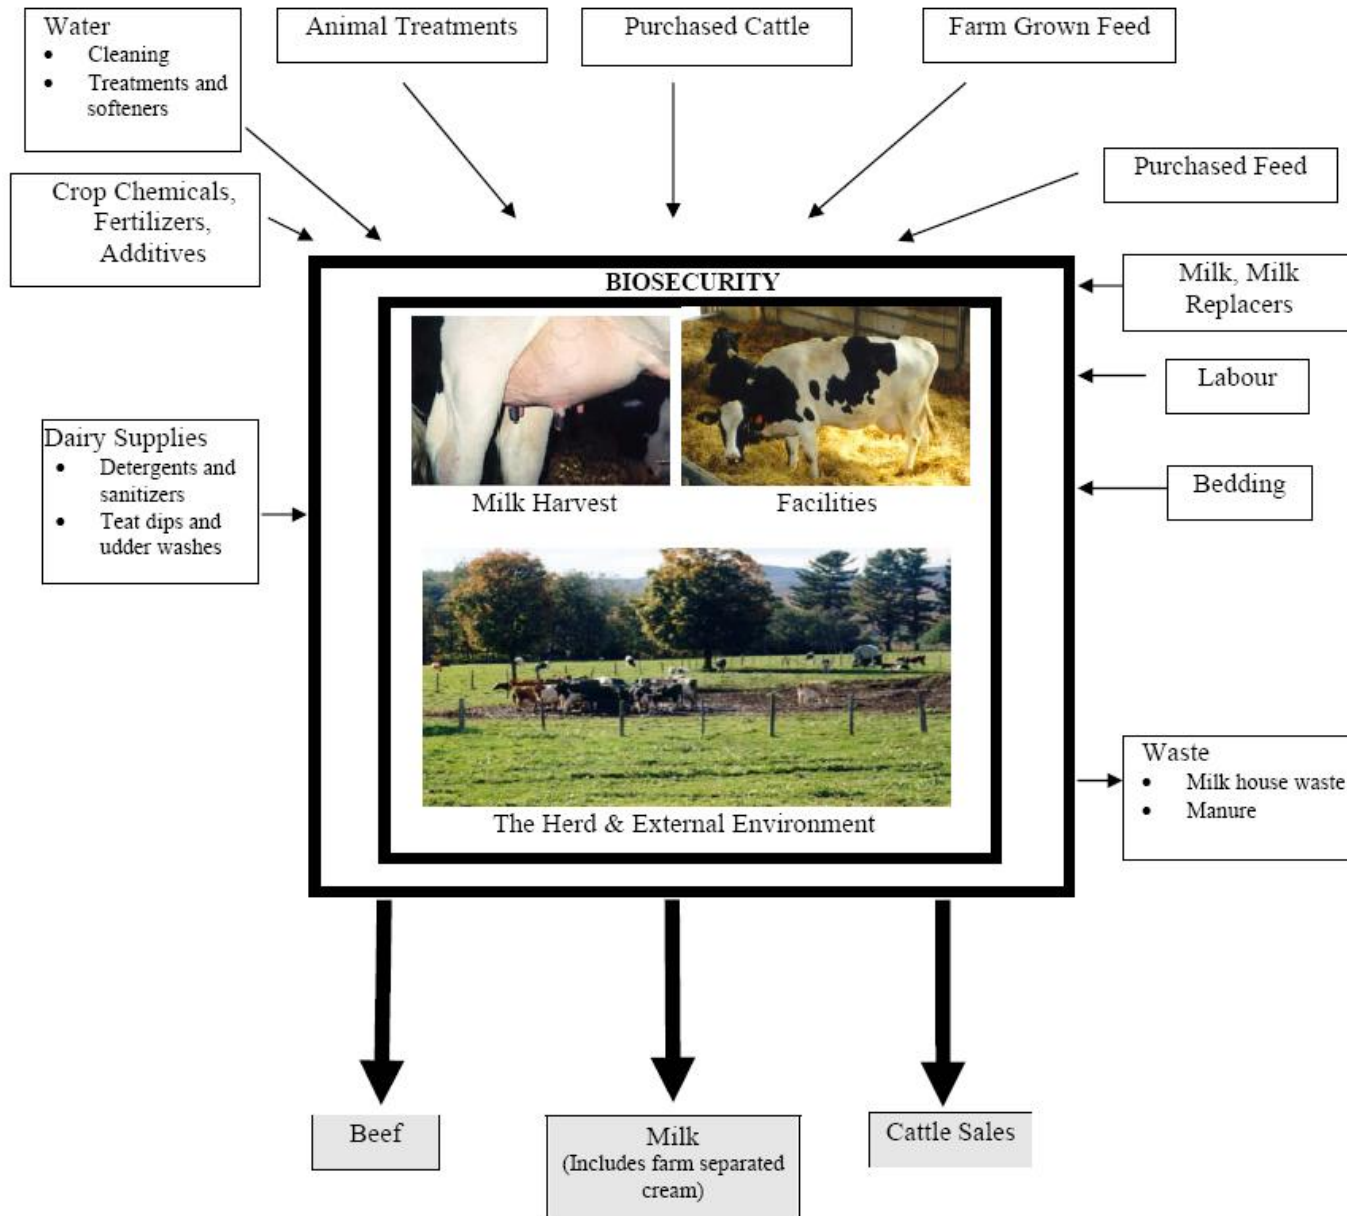 Water
• Cleaning
• Treatments and
softeners
Animal Treatments
Purchased Cattle
Farm Grown Feed
Crop Chemicals,
Fertilizers,
Additives
Purchased Feed
BIOSECURITY
Milk, Milk
Replacers
Labour
Dairy Supplies
• Detergents and
sanitizers
• Teat dips and
udder washes
Bedding
Milk Harvest
Facilities
Waste
• Milk house waste
• Manure
The Herd & External Environment
Beef
Milk
(Includes farm separated
cream)
Cattle Sales